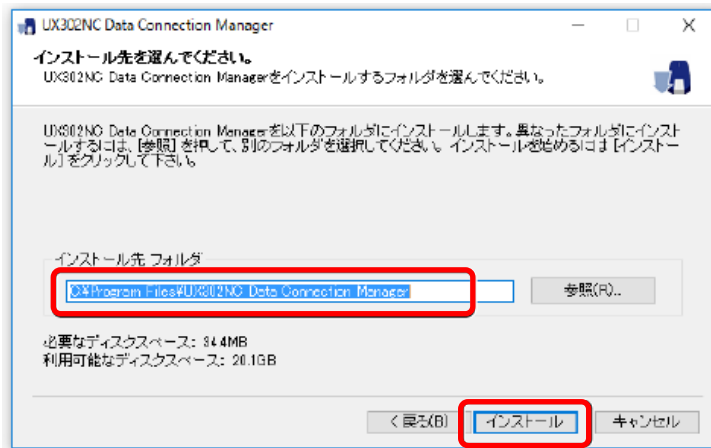 UX302NC Data Connection Manager
インストール先を選んでください。
UX302NC Data Connection Managerをインストールするフォルダを選んでください。
UX302NC Data Connection Managerを以下のフォルダにインストールします。異なったフォルダにインスト
ールするには、[参照] を押して、別のフォルダを選択してください。 インストールを始めるには [インストー
ル] をクリックして下さい。
インストール先 フォルダ
C:¥Program Files¥UX302NC Data Connection Manager
参照(R)...
必要なディスクスペース: 34.4MB
利用可能なディスクスペース: 20.1GB
< 戻る(B)
インストール
キャンセル